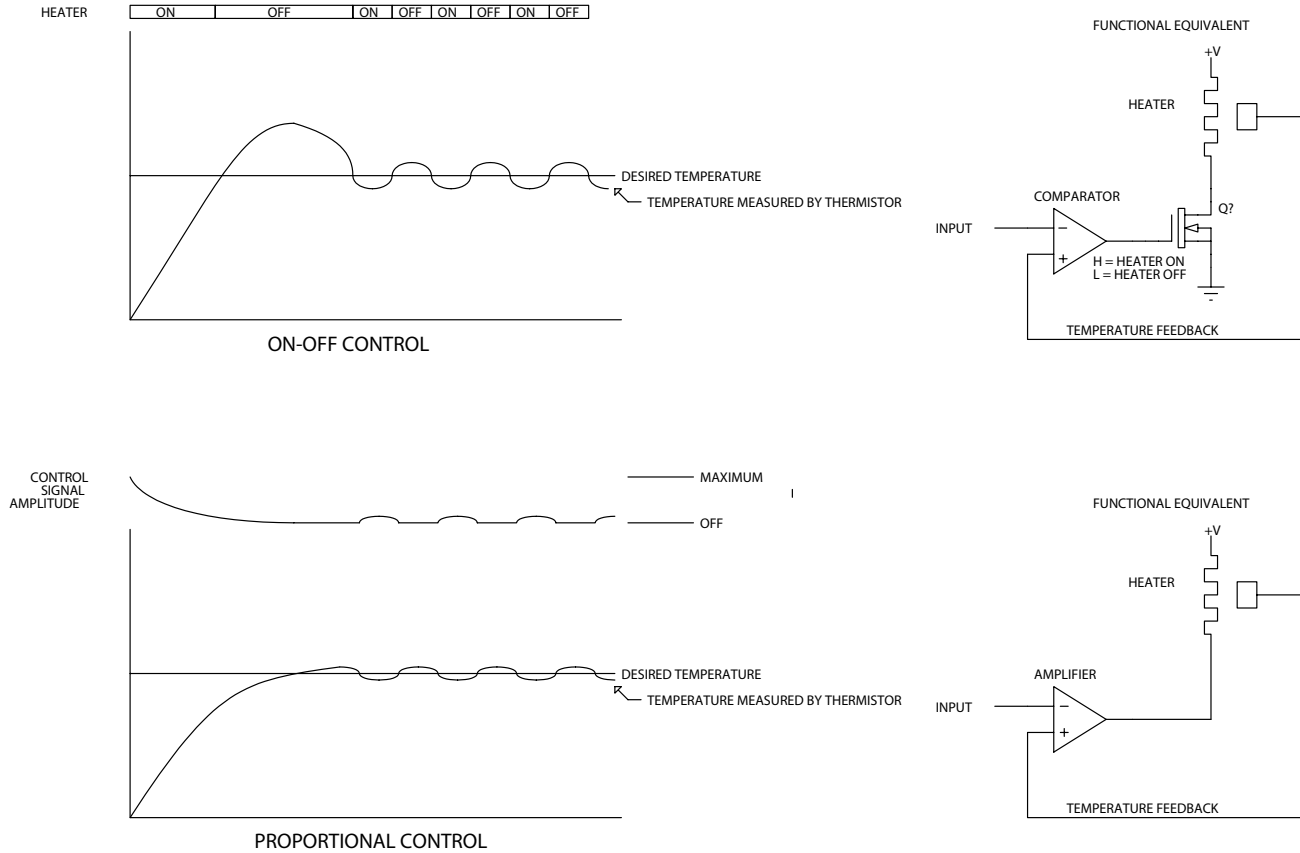 HEATER
ON OFF ON OFF ON OFF ON OFF
DESIRED TEMPERATURE
TEMPERATURE MEASURED BY THERMISTOR
ON-OFF CONTROL
FUNCTIONAL EQUIVALENT
+V
HEATER
COMPARATOR
Q?
INPUT
−
+
H = HEATER ON
L = HEATER OFF
TEMPERATURE FEEDBACK
CONTROL
SIGNAL
AMPLITUDE
MAXIMUM
OFF
DESIRED TEMPERATURE
TEMPERATURE MEASURED BY THERMISTOR
PROPORTIONAL CONTROL
FUNCTIONAL EQUIVALENT
+V
HEATER
AMPLIFIER
INPUT
−
+
TEMPERATURE FEEDBACK